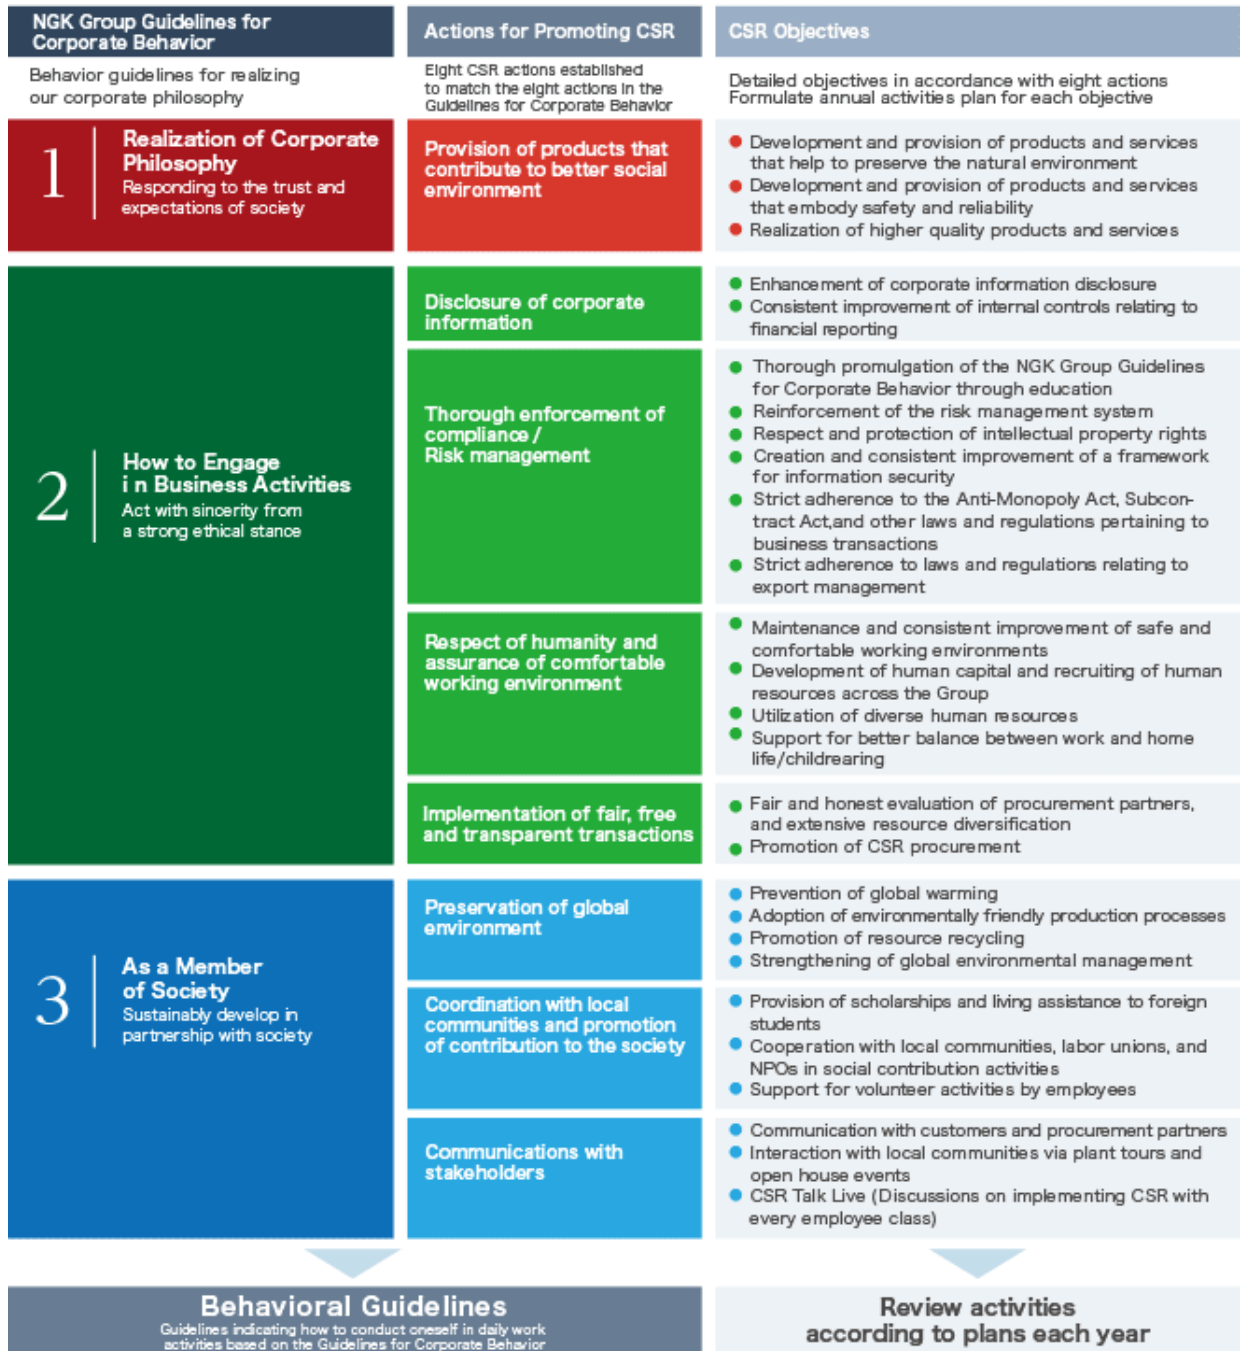 NGK Group Guidelines for
Corporate Behavior
Actions for Promoting CSR
CSR Objectives
Behavior guidelines for realizing
our corporate philosophy
Eight CSR actions established
to match the eight actions in the
Guidelines for Corporate Behavior
Detailed objectives in accordance with eight actions
Formulate annual activities plan for each objective
1
Realization of Corporate
Philosophy
Responding to the trust and
expectations of society
Provision of products that
contribute to better social
environment
Development and provision of products and services
that help to preserve the natural environment
Development and provision of products and services
that embody safety and reliability
Realization of higher quality products and services
2
How to Engage
i n Business Activities
Act with sincerity from
a strong ethical stance
Disclosure of corporate
information
Enhancement of corporate information disclosure
Consistent improvement of internal controls relating to
financial reporting
Thorough enforcement of
compliance /
Risk management
Thorough promulgation of the NGK Group Guidelines
for Corporate Behavior through education
Reinforcement of the risk management system
Respect and protection of intellectual property rights
Creation and consistent improvement of a framework
for information security
Strict adherence to the Anti-Monopoly Act, Subcon-
tract Act,and other laws and regulations pertaining to
business transactions
Strict adherence to laws and regulations relating to
export management
Respect of humanity and
assurance of comfortable
working environment
Maintenance and consistent improvement of safe and
comfortable working environments
Development of human capital and recruiting of human
resources across the Group
Utilization of diverse human resources
Support for better balance between work and home
life/childrearing
Implementation of fair, free
and transparent transactions
Fair and honest evaluation of procurement partners,
and extensive resource diversification
Promotion of CSR procurement
3
As a Member
of Society
Sustainably develop in
partnership with society
Preservation of global
environment
Prevention of global warming
Adoption of environmentally friendly production processes
Promotion of resource recycling
Strengthening of global environmental management
Coordination with local
communities and promotion
of contribution to the society
Provision of scholarships and living assistance to foreign
students
Cooperation with local communities, labor unions, and
NPOs in social contribution activities
Support for volunteer activities by employees
Communications with
stakeholders
Communication with customers and procurement partners
Interaction with local communities via plant tours and
open house events
CSR Talk Live (Discussions on implementing CSR with
every employee class)
Behavioral Guidelines
Guidelines indicating how to conduct oneself in daily work
activities based on the Guidelines for Corporate Behavior
Review activities
according to plans each year